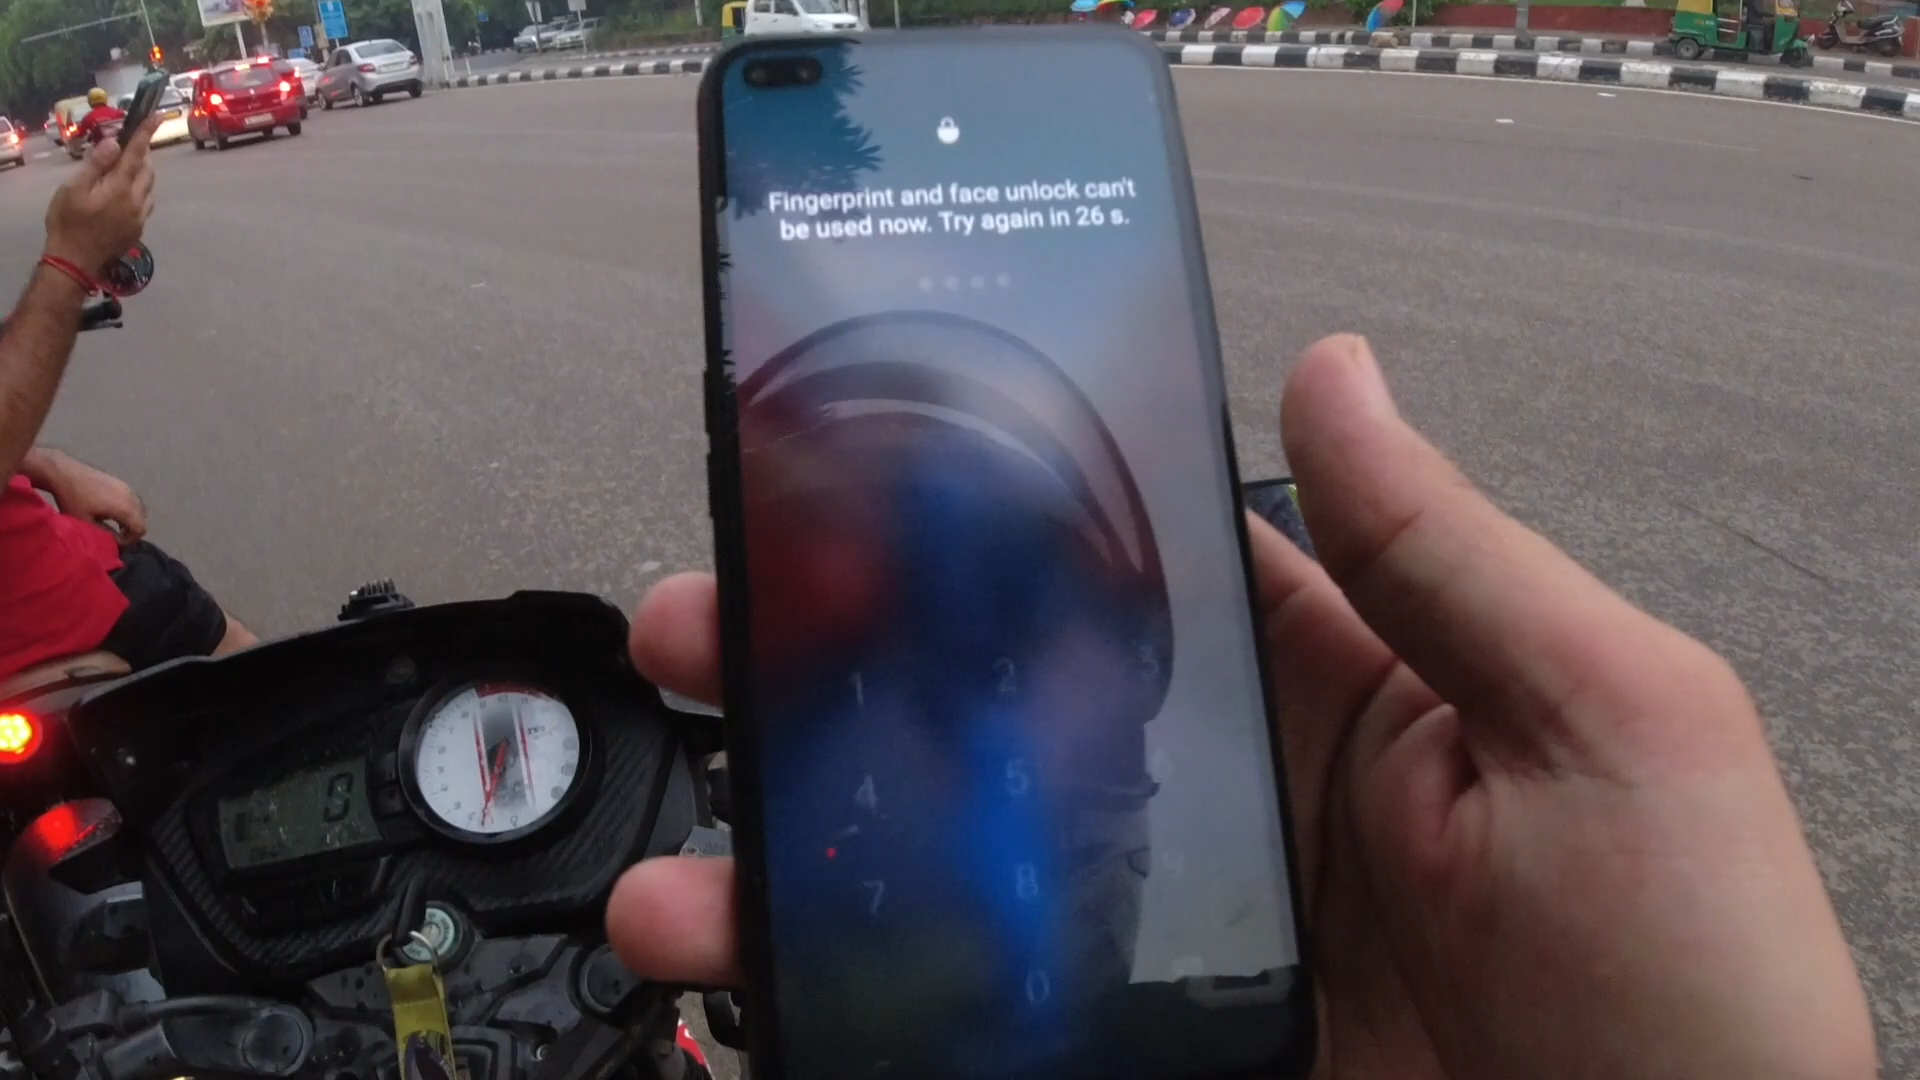 Fingerprint and face unlock can't
be used now. Try again in 26 s.
1 2 3
4 5 6
7 8 9
0